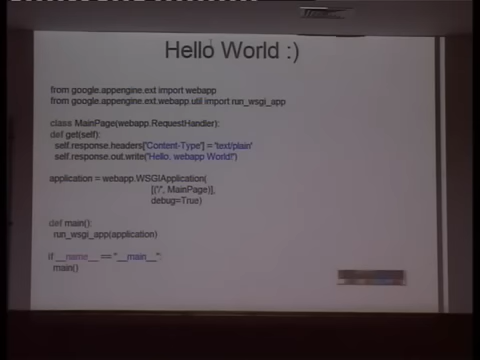 Hello World :)
from google.appengine.ext import webapp
from google.appengine.ext.webapp.util import run_wsgi_app
class MainPage(webapp.RequestHandler):
def get(self):
self.response.headers['Content-Type'] = 'text/plain'
self.response.out.write('Hello, webapp World!')
application = webapp.WSGIApplication(
[('/', MainPage)],
debug=True)
def main():
run_wsgi_app(application)
if __name__ == "__main__":
main()